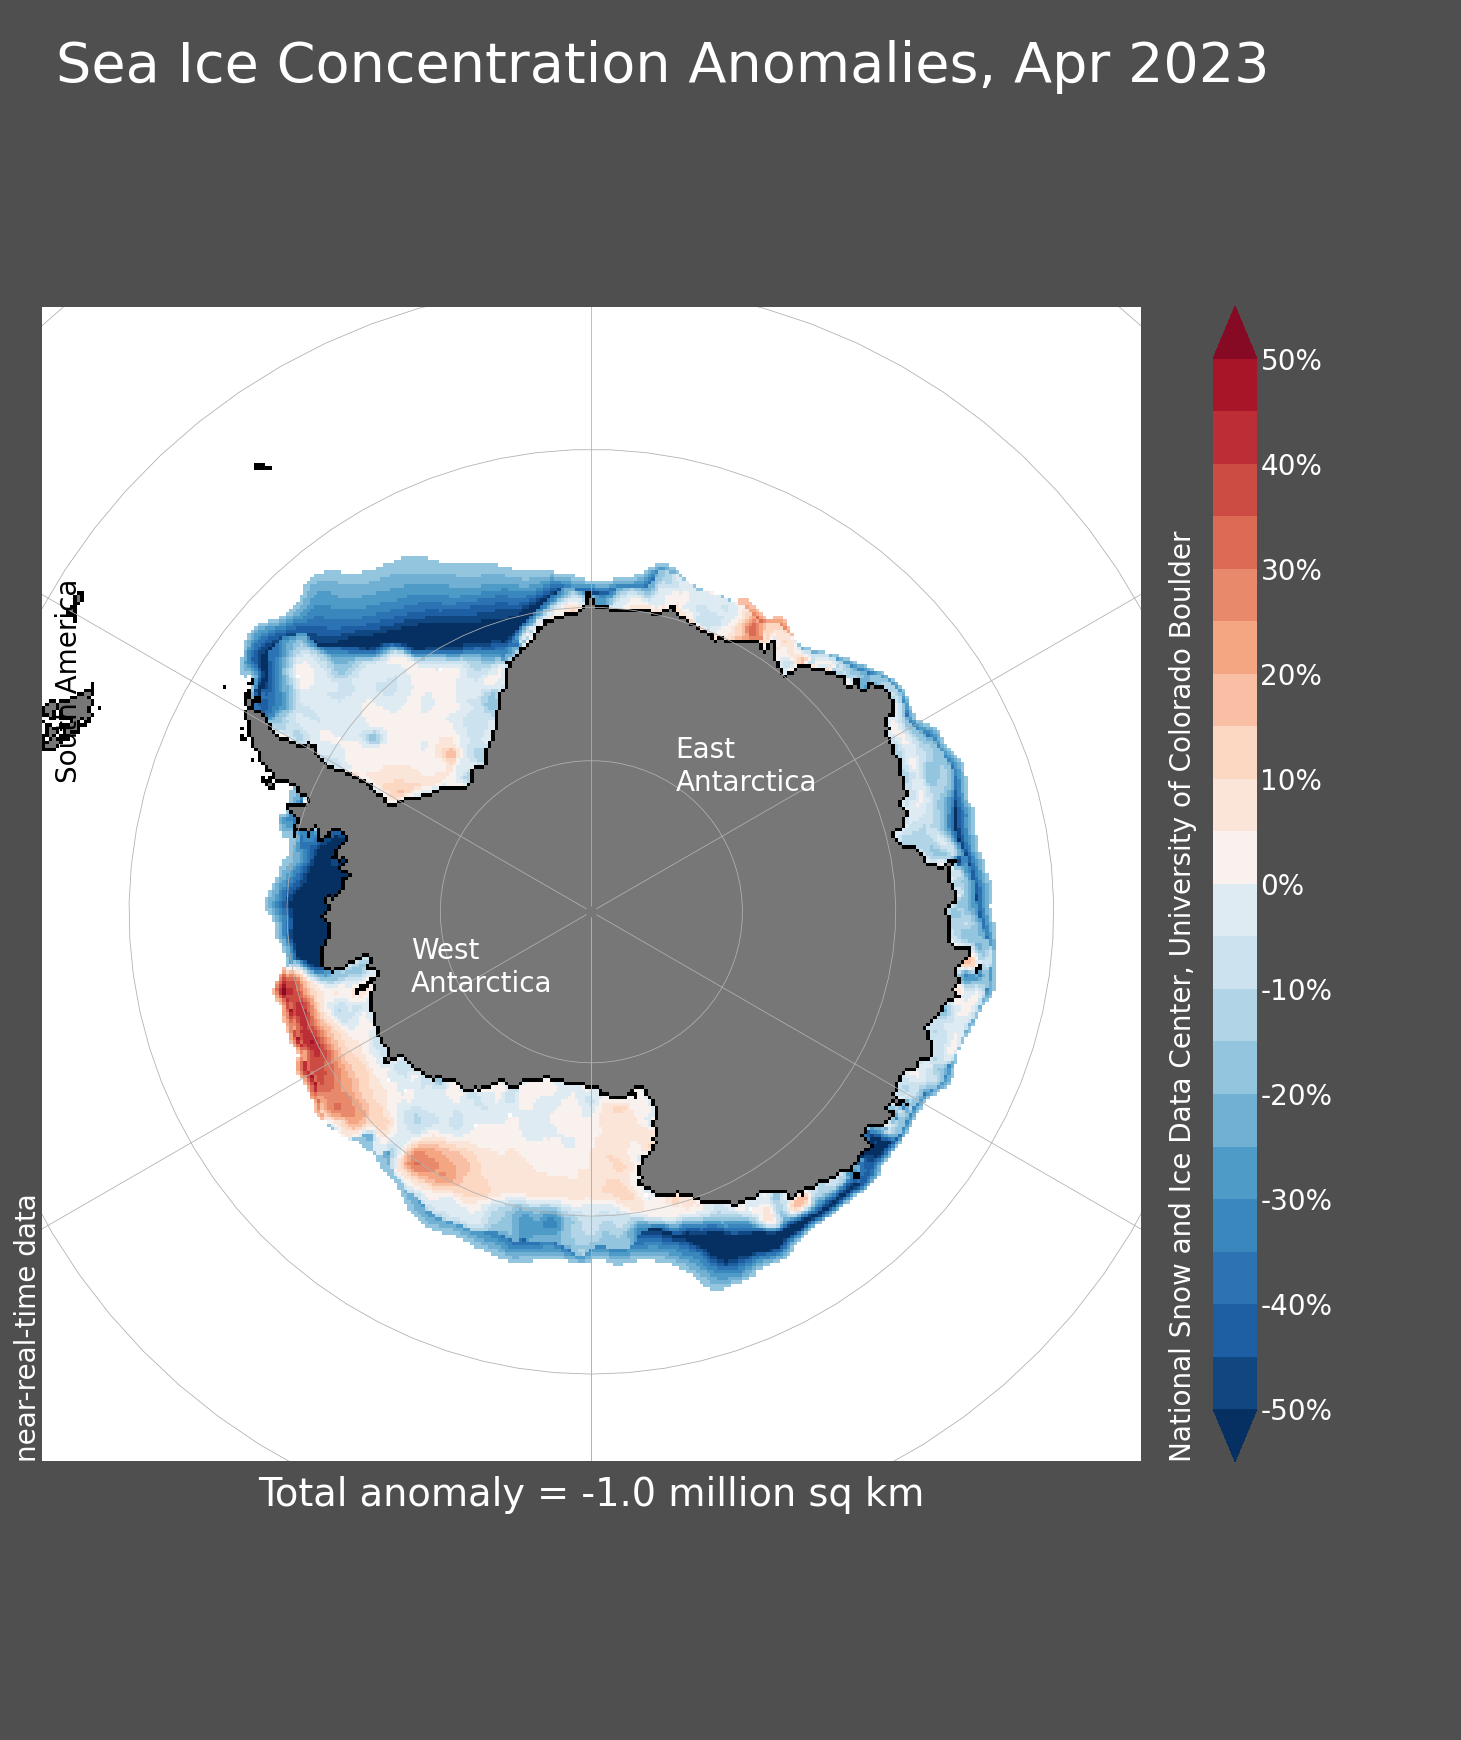 Sea Ice Concentration Anomalies, Apr 2023
South America
East
Antarctica
West
Antarctica
near-real-time data
National Snow and Ice Data Center, University of Colorado Boulder
50%
40%
30%
20%
10%
0%
-10%
-20%
-30%
-40%
-50%
Total anomaly = -1.0 million sq km